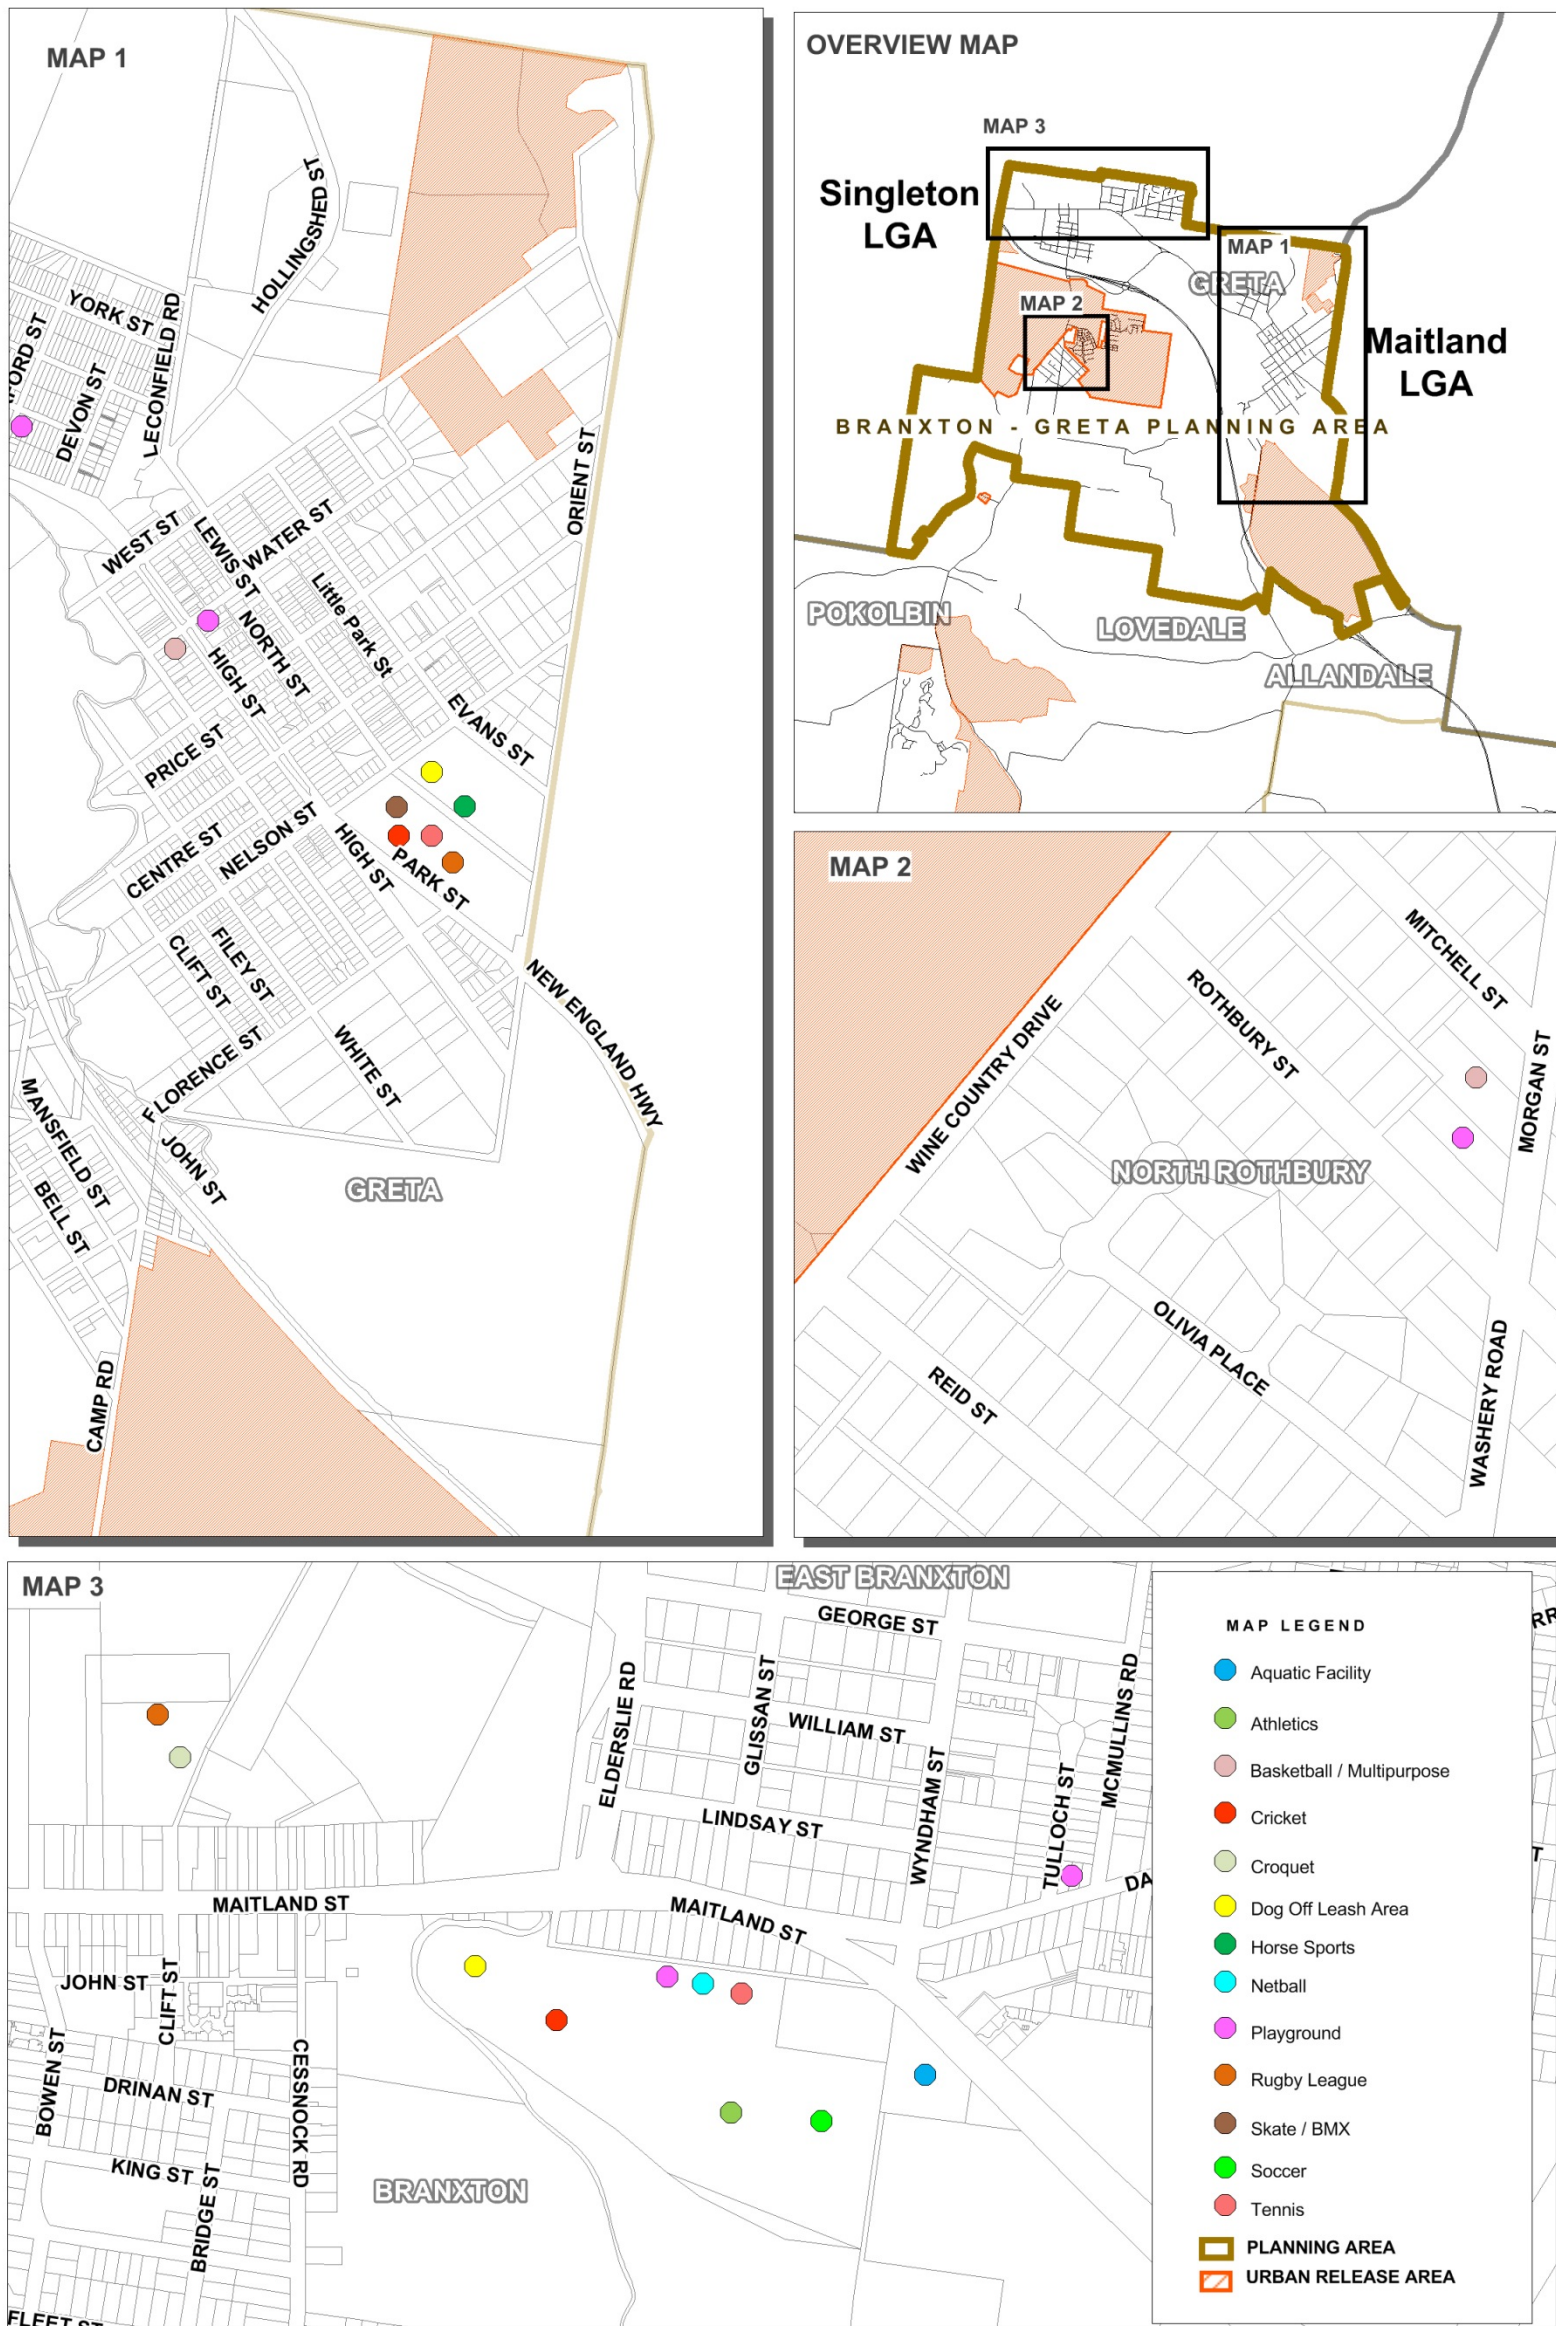 MAP 1
HOLLINGSHED ST
YORK ST
LECONFIELD RD
FORD ST
DEVON ST
ORIENT ST
WEST ST
LEWIS ST
WATER ST
Little Park St
NORTH ST
HIGH ST
EVANS ST
PRICE ST
CENTRE ST
NELSON ST
HIGH ST
PARK ST
CLIFT ST
FILEY ST
NEW ENGLAND HWY
FLORENCE ST
WHITE ST
MANSFIELD ST
JOHN ST
BELL ST
GRETA
CAMP RD
OVERVIEW MAP
MAP 3
Singleton
LGA
MAP 1
GRETA
MAP 2
Maitland
LGA
BRANXTON - GRETA PLANNING AREA
POKOLBIN
LOVEDALE
ALLANDALE
MAP 2
MITCHELL ST
ROTHBURY ST
WINE COUNTRY DRIVE
MORGAN ST
NORTH ROTHBURY
OLIVIA PLACE
REID ST
WASHERY ROAD
MAP 3
EAST BRANXTON
GEORGE ST
ELDERSLIE RD
GLISSAN ST
WILLIAM ST
MCMULLINS RD
WYNDHAM ST
TULLOCH ST
LINDSAY ST
DA
MAITLAND ST
MAITLAND ST
JOHN ST
CLIFT ST
BOWEN ST
CESSNOCK RD
DRINAN ST
KING ST
BRIDGE ST
BRANXTON
FLEET ST
MAP LEGEND
Aquatic Facility
Athletics
Basketball / Multipurpose
Cricket
Croquet
Dog Off Leash Area
Horse Sports
Netball
Playground
Rugby League
Skate / BMX
Soccer
Tennis
PLANNING AREA
URBAN RELEASE AREA